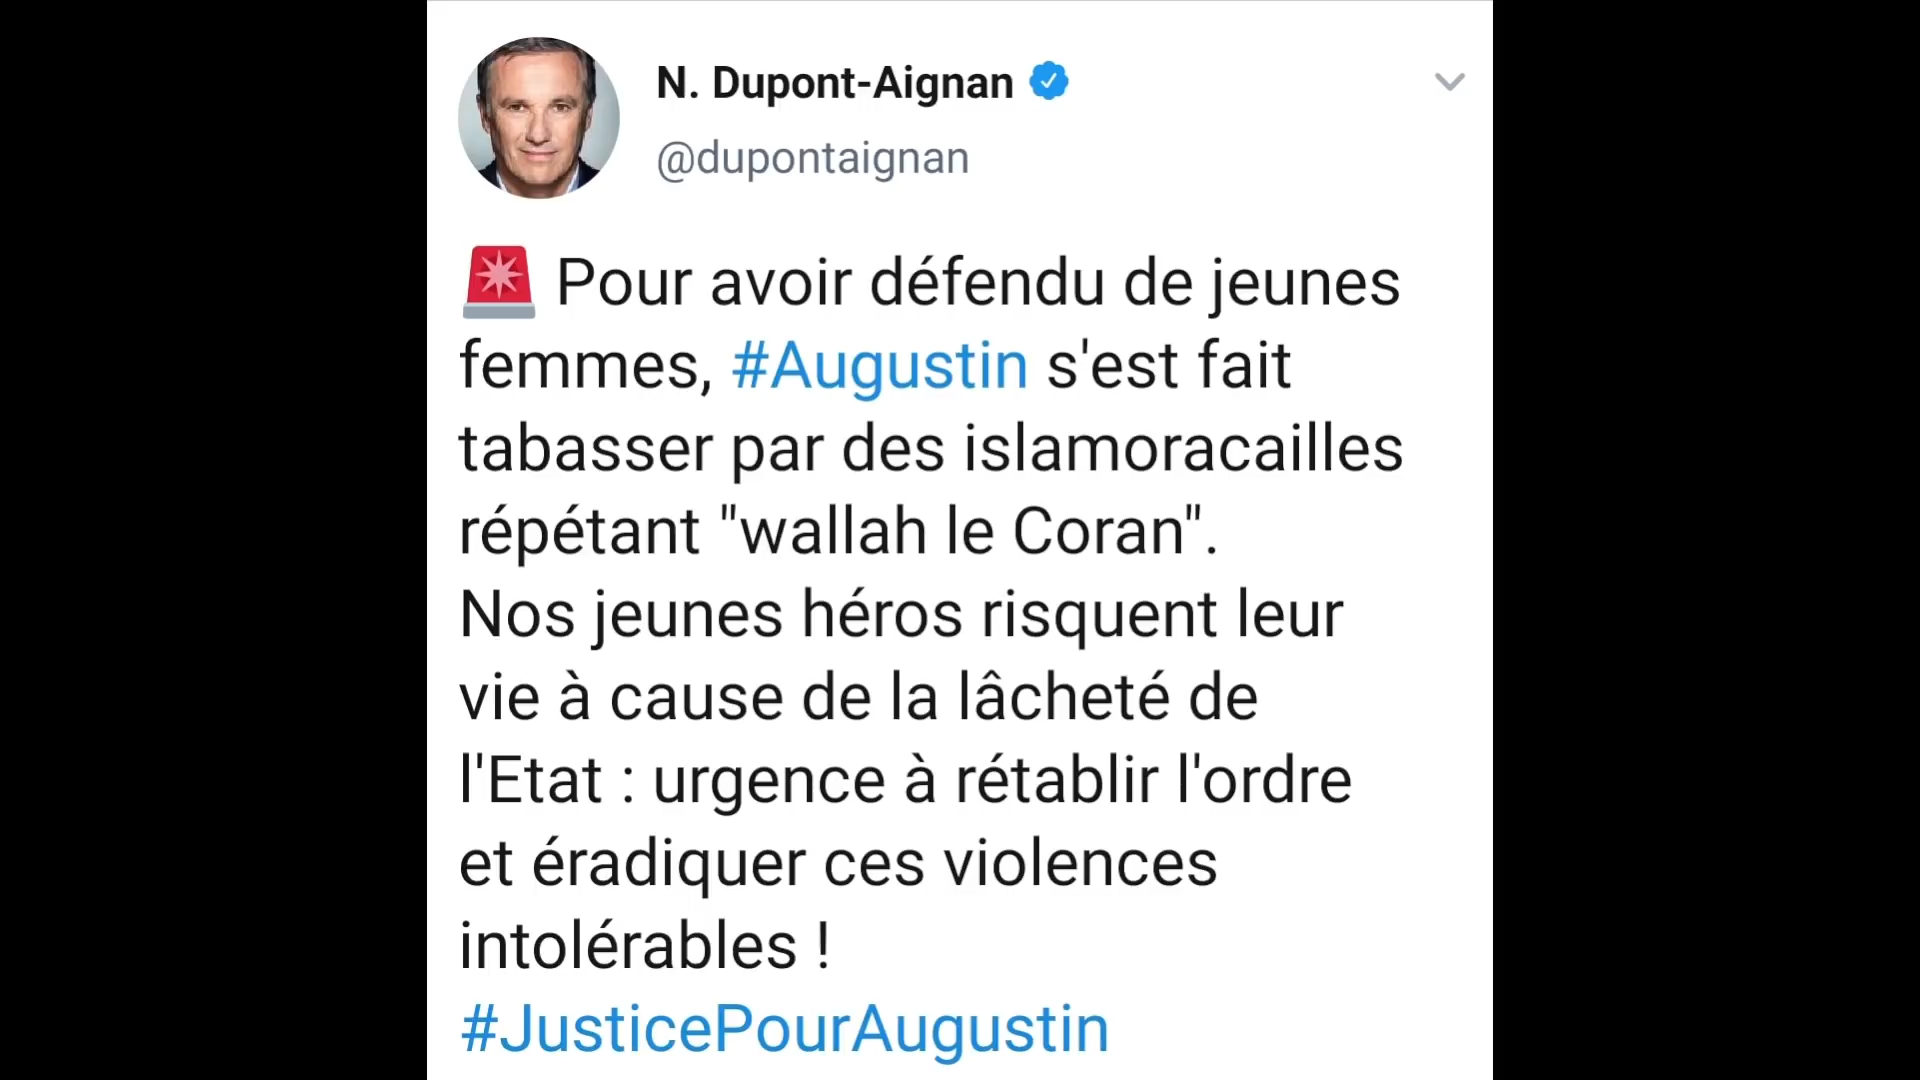 N. Dupont-Aignan
@dupontaignan
🚨 Pour avoir défendu de jeunes
femmes, #Augustin s'est fait
tabasser par des islamoracailles
répétant "wallah le Coran".
Nos jeunes héros risquent leur
vie à cause de la lâcheté de
l'Etat : urgence à rétablir l'ordre
et éradiquer ces violences
intolérables !
#JusticePourAugustin